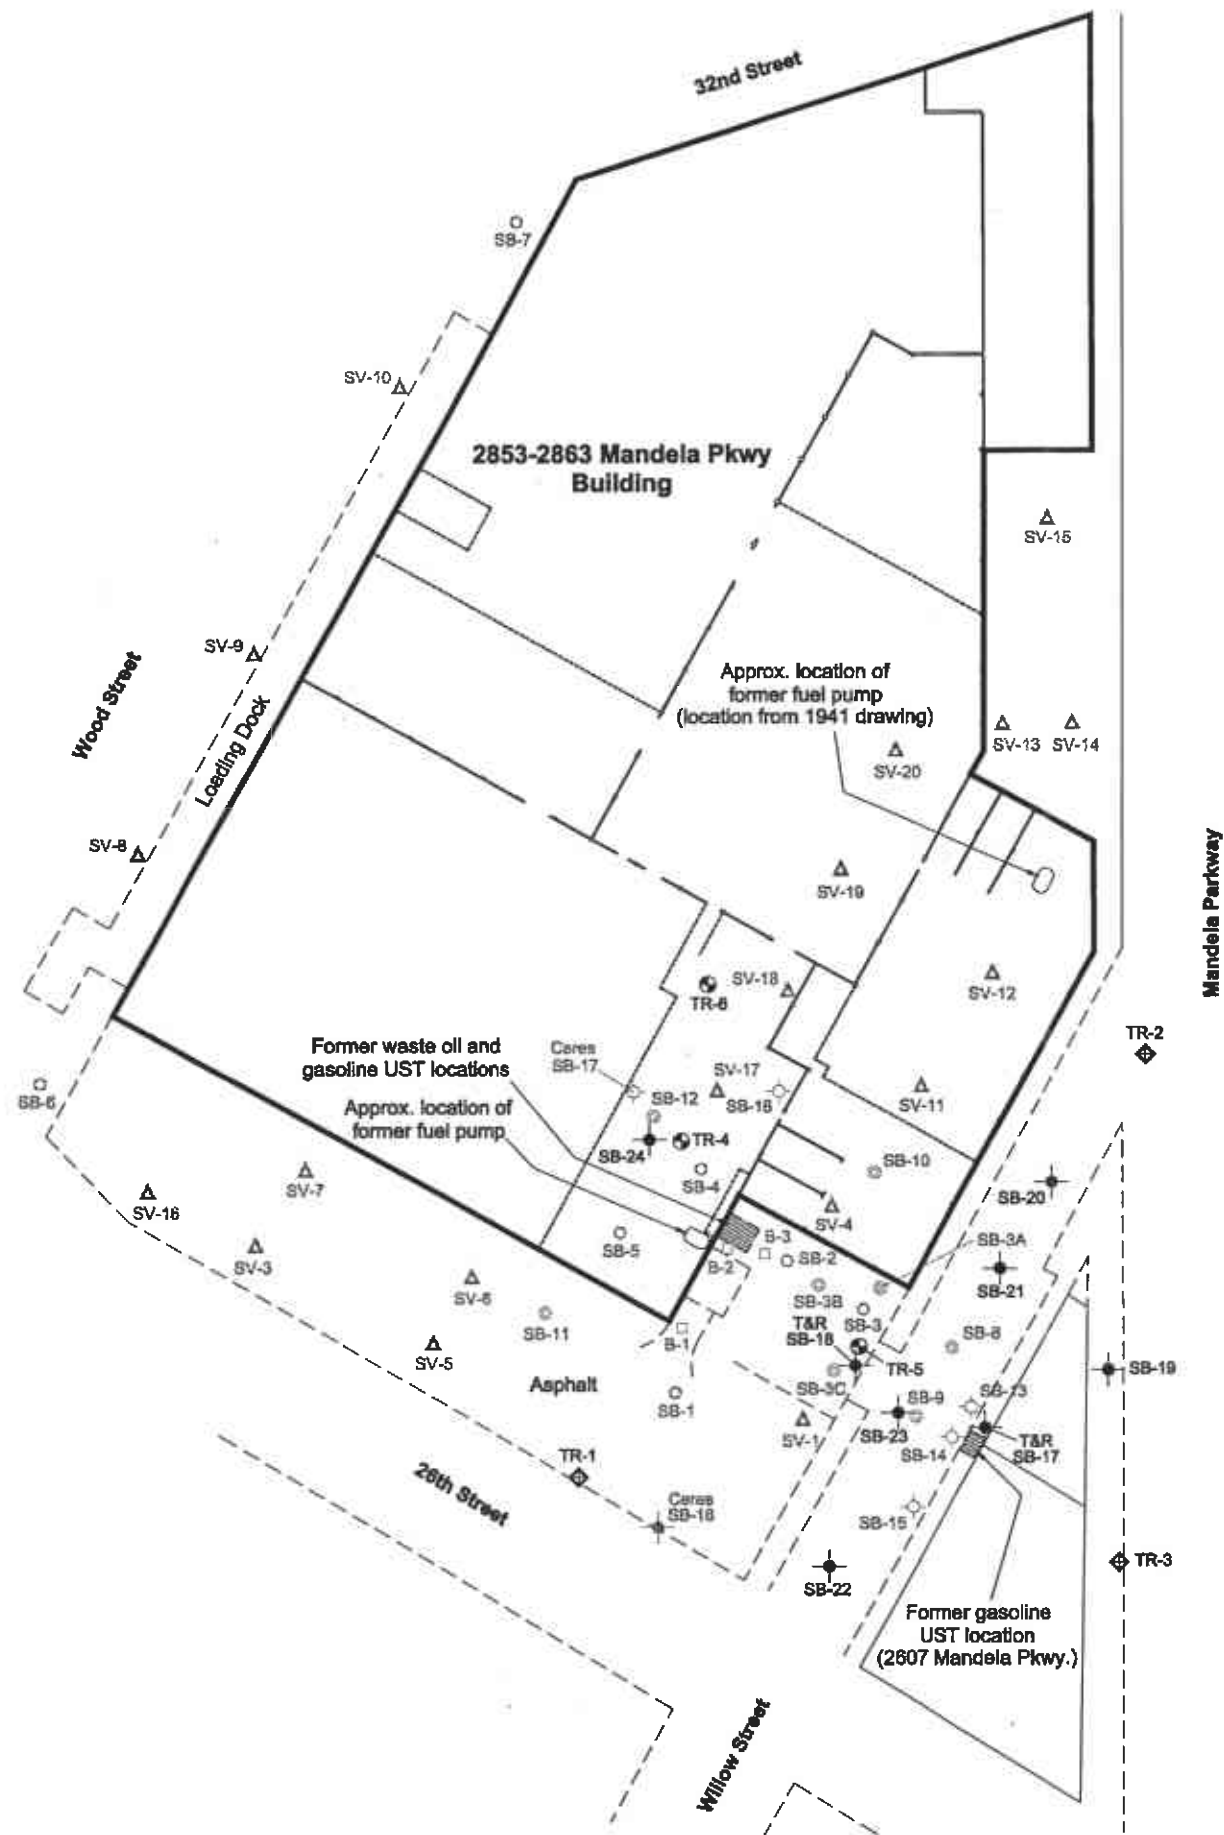 32nd Street
SB-7
SV-10
2853-2863 Mandela Pkwy
Building
SV-15
SV-9
Wood Street
Loading Dock
Approx. location of
former fuel pump
(location from 1941 drawing)
SV-13
SV-14
SV-20
SV-8
SV-19
Mandela Parkway
SV-18
SV-12
TR-6
TR-2
Former waste oil and
gasoline UST locations
Ceres
SB-17
SV-17
SB-16
SV-11
SB-6
SB-12
Approx. location of
former fuel pump
TR-4
SB-24
SB-10
SB-4
SB-20
SV-7
SV-16
SV-4
SB-5
B-3
B-2
SB-2
SB-3A
SV-3
SB-21
SV-6
SB-3B
SB-11
SB-3
T&R
SB-18
B-1
SB-8
SV-5
TR-5
SB-19
Asphalt
SB-3C
SB-9
SB-13
SB-1
SV-1
SB-23
SB-14
T&R
SB-17
TR-1
26th Street
Ceres
SB-18
SB-15
TR-3
SB-22
Former gasoline
UST location
(2607 Mandela Pkwy.)
Willow Street